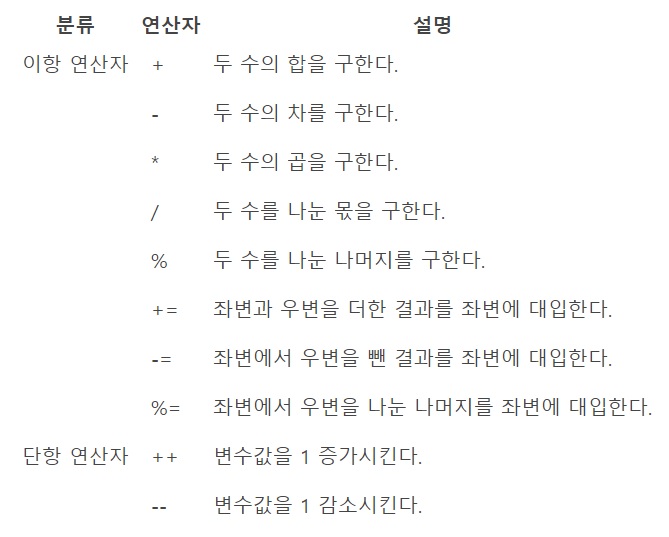 분류 연산자 설명
이항 연산자 + 두 수의 합을 구한다.
- 두 수의 차를 구한다.
* 두 수의 곱을 구한다.
/ 두 수를 나눈 몫을 구한다.
% 두 수를 나눈 나머지를 구한다.
+= 좌변과 우변을 더한 결과를 좌변에 대입한다.
-= 좌변에서 우변을 뺀 결과를 좌변에 대입한다.
%= 좌변에서 우변을 나눈 나머지를 좌변에 대입한다.
단항 연산자 ++ 변수값을 1 증가시킨다.
-- 변수값을 1 감소시킨다.